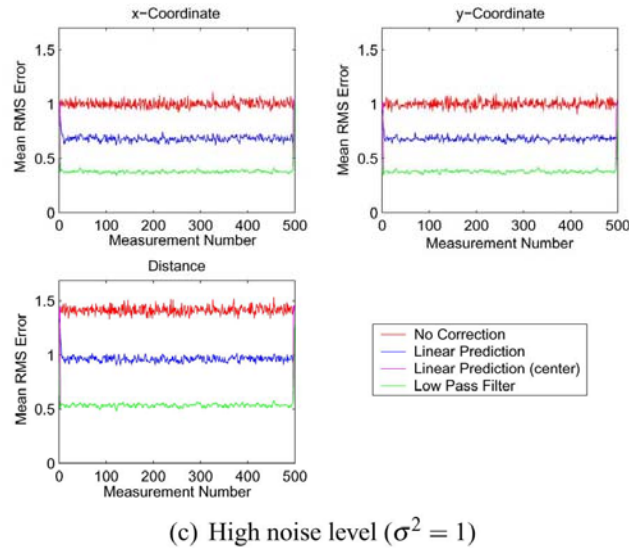 x-Coordinate
1.5
1
0.5
0
Mean RMS Error
0 100 200 300 400 500
Measurement Number
y-Coordinate
1.5
1
0.5
0
Mean RMS Error
0 100 200 300 400 500
Measurement Number
Distance
1.5
1
0.5
0
Mean RMS Error
0 100 200 300 400 500
Measurement Number
No Correction
Linear Prediction
Linear Prediction (center)
Low Pass Filter
(c) High noise level (σ² = 1)